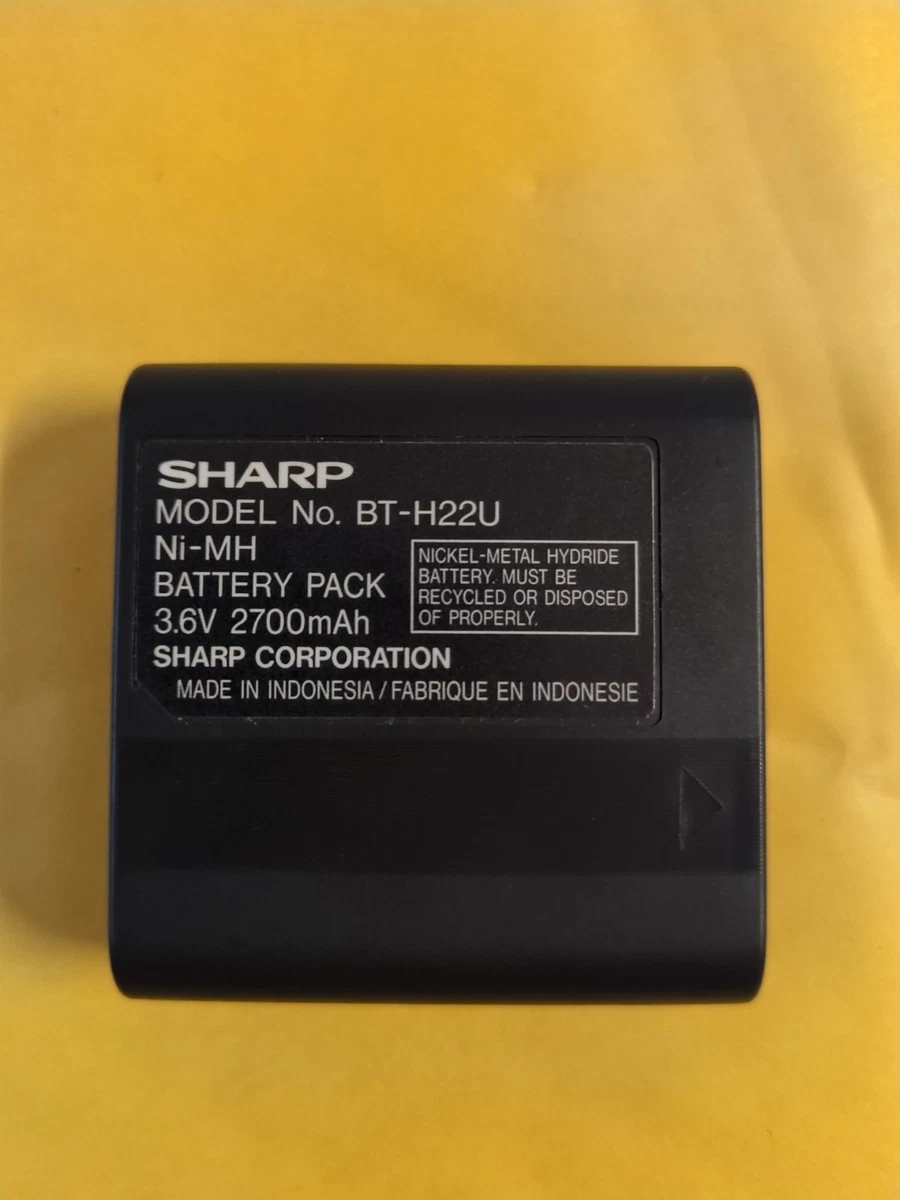 SHARP
MODEL No. BT-H22U
Ni-MH
BATTERY PACK
3.6V 2700mAh
NICKEL-METAL HYDRIDE
BATTERY. MUST BE
RECYCLED OR DISPOSED
OF PROPERLY.
SHARP CORPORATION
MADE IN INDONESIA / FABRIQUE EN INDONESIE